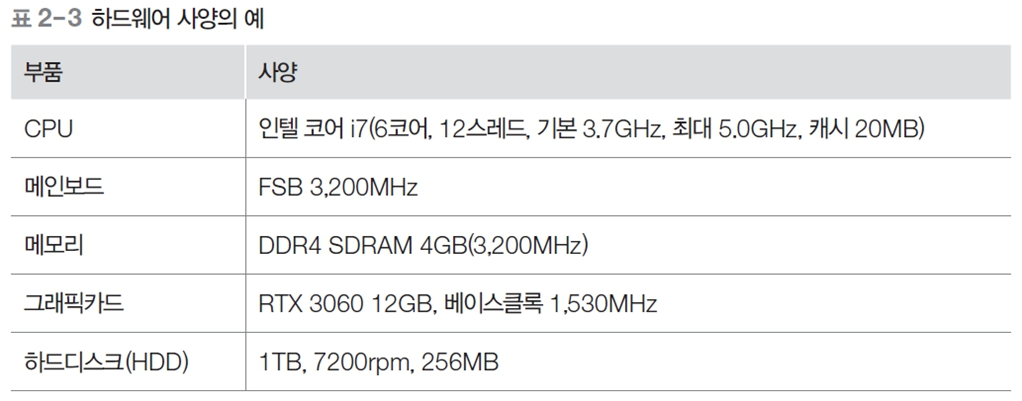 표 2-3 하드웨어 사양의 예
부품 사양
CPU 인텔 코어 i7(6코어, 12스레드, 기본 3.7GHz, 최대 5.0GHz, 캐시 20MB)
메인보드 FSB 3,200MHz
메모리 DDR4 SDRAM 4GB(3,200MHz)
그래픽카드 RTX 3060 12GB, 베이스클록 1,530MHz
하드디스크(HDD) 1TB, 7200rpm, 256MB